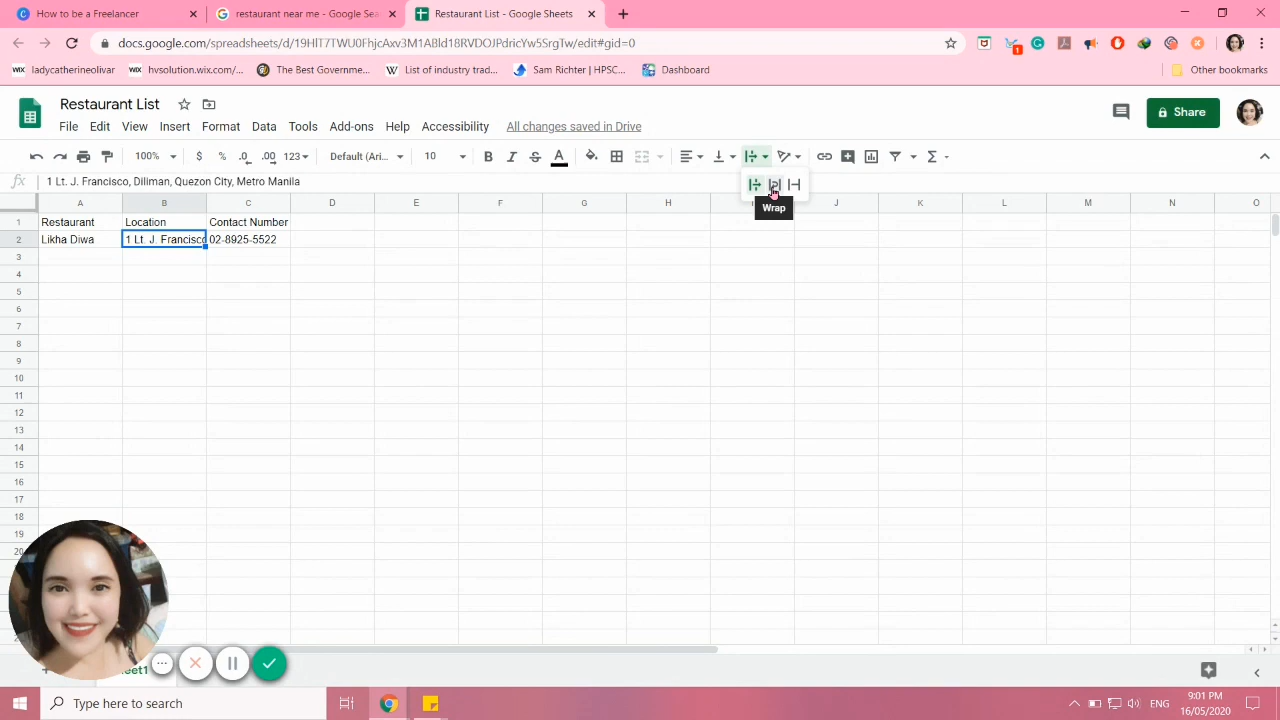 How to be a Freelancer
restaurant near me - Google Sea
Restaurant List - Google Sheets
docs.google.com/spreadsheets/d/19HIT7TWU0FhjcAxv3M1ABld18RVDOJPdricYw5SrgTw/edit#gid=0
1
ladycatherineolivar
hvsolution.wix.com/...
The Best Governme...
List of industry trad...
Sam Richter | HPSC...
Dashboard
Other bookmarks
Restaurant List
File Edit View Insert Format Data Tools Add-ons Help Accessibility All changes saved in Drive
Share
100% $ % .0 .00 123 Default (Ari... 10 B I S A Σ
fx 1 Lt. J. Francisco, Diliman, Quezon City, Metro Manila
Wrap
A B C D E F G H I J K L M N O
1 Restaurant Location Contact Number
2 Likha Diwa 1 Lt. J. Francisco 02-8925-5522
3
4
5
6
7
8
9
10
11
12
13
14
15
16
17
18
19
20
Type here to search
ENG
9:01 PM
16/05/2020